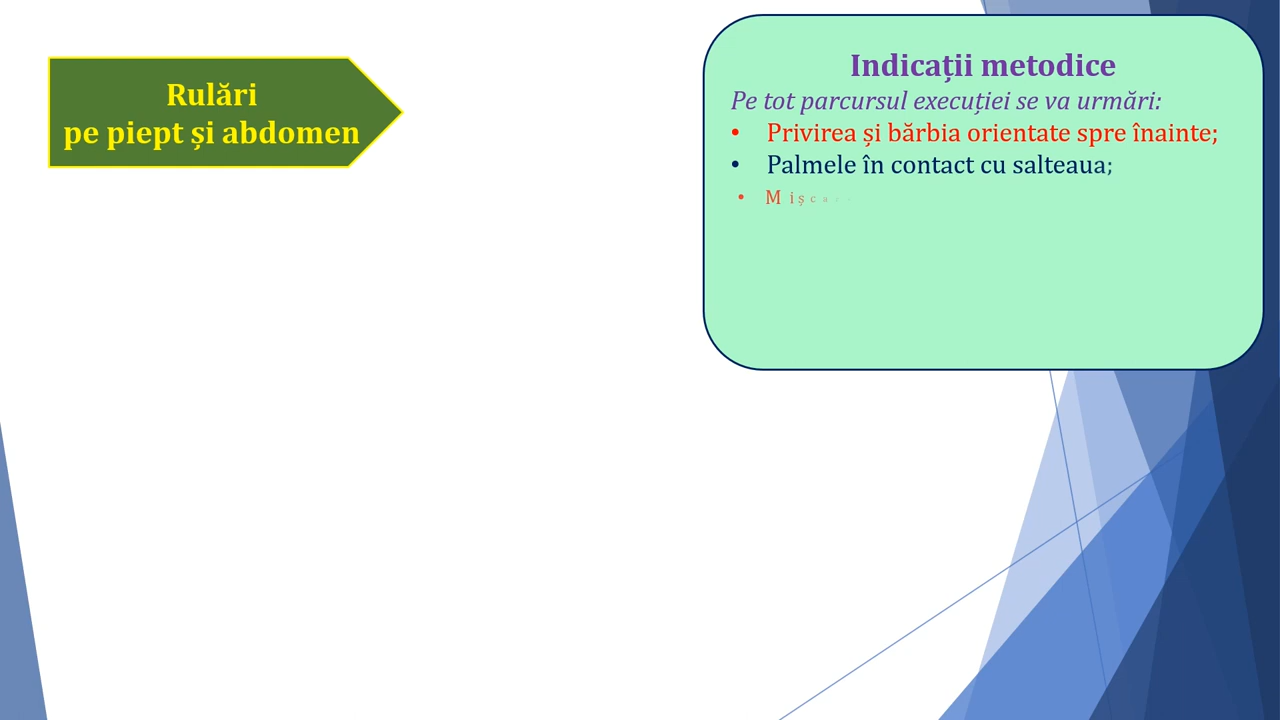 Rulări
pe piept și abdomen
Indicații metodice
Pe tot parcursul execuției se va urmări:
• Privirea și bărbia orientate spre înainte;
• Palmele în contact cu salteaua;
•